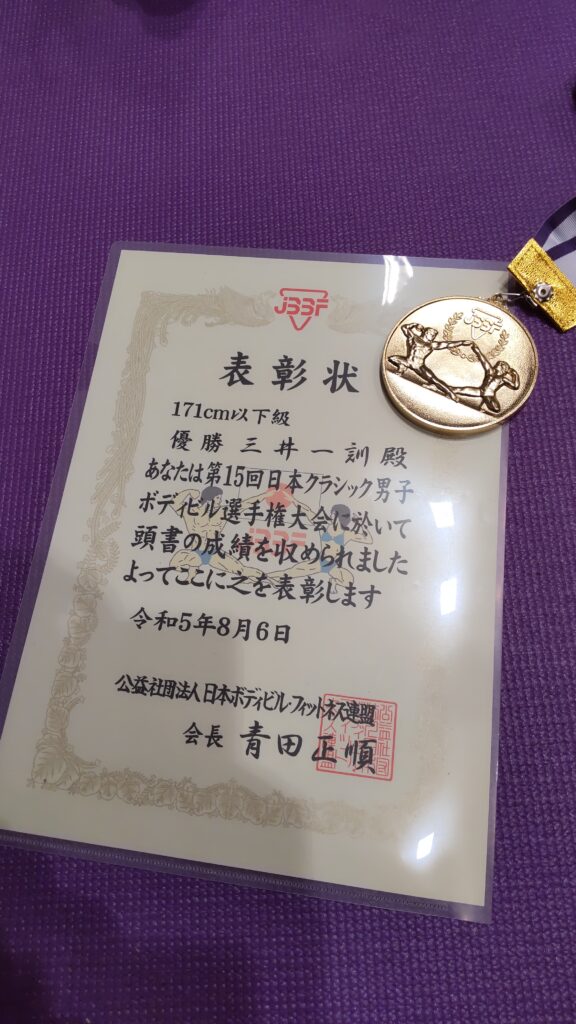 JBBF
JBBF
表彰状
171cm以下級
優勝 三井一訓 殿
あなたは第15回日本クラシック男子
ボディビル選手権大会に於いて
頭書の成績を収められました
よってここに之を表彰します
令和5年8月6日
公益社団法人日本ボディビル・フィットネス連盟
会長 青田正順